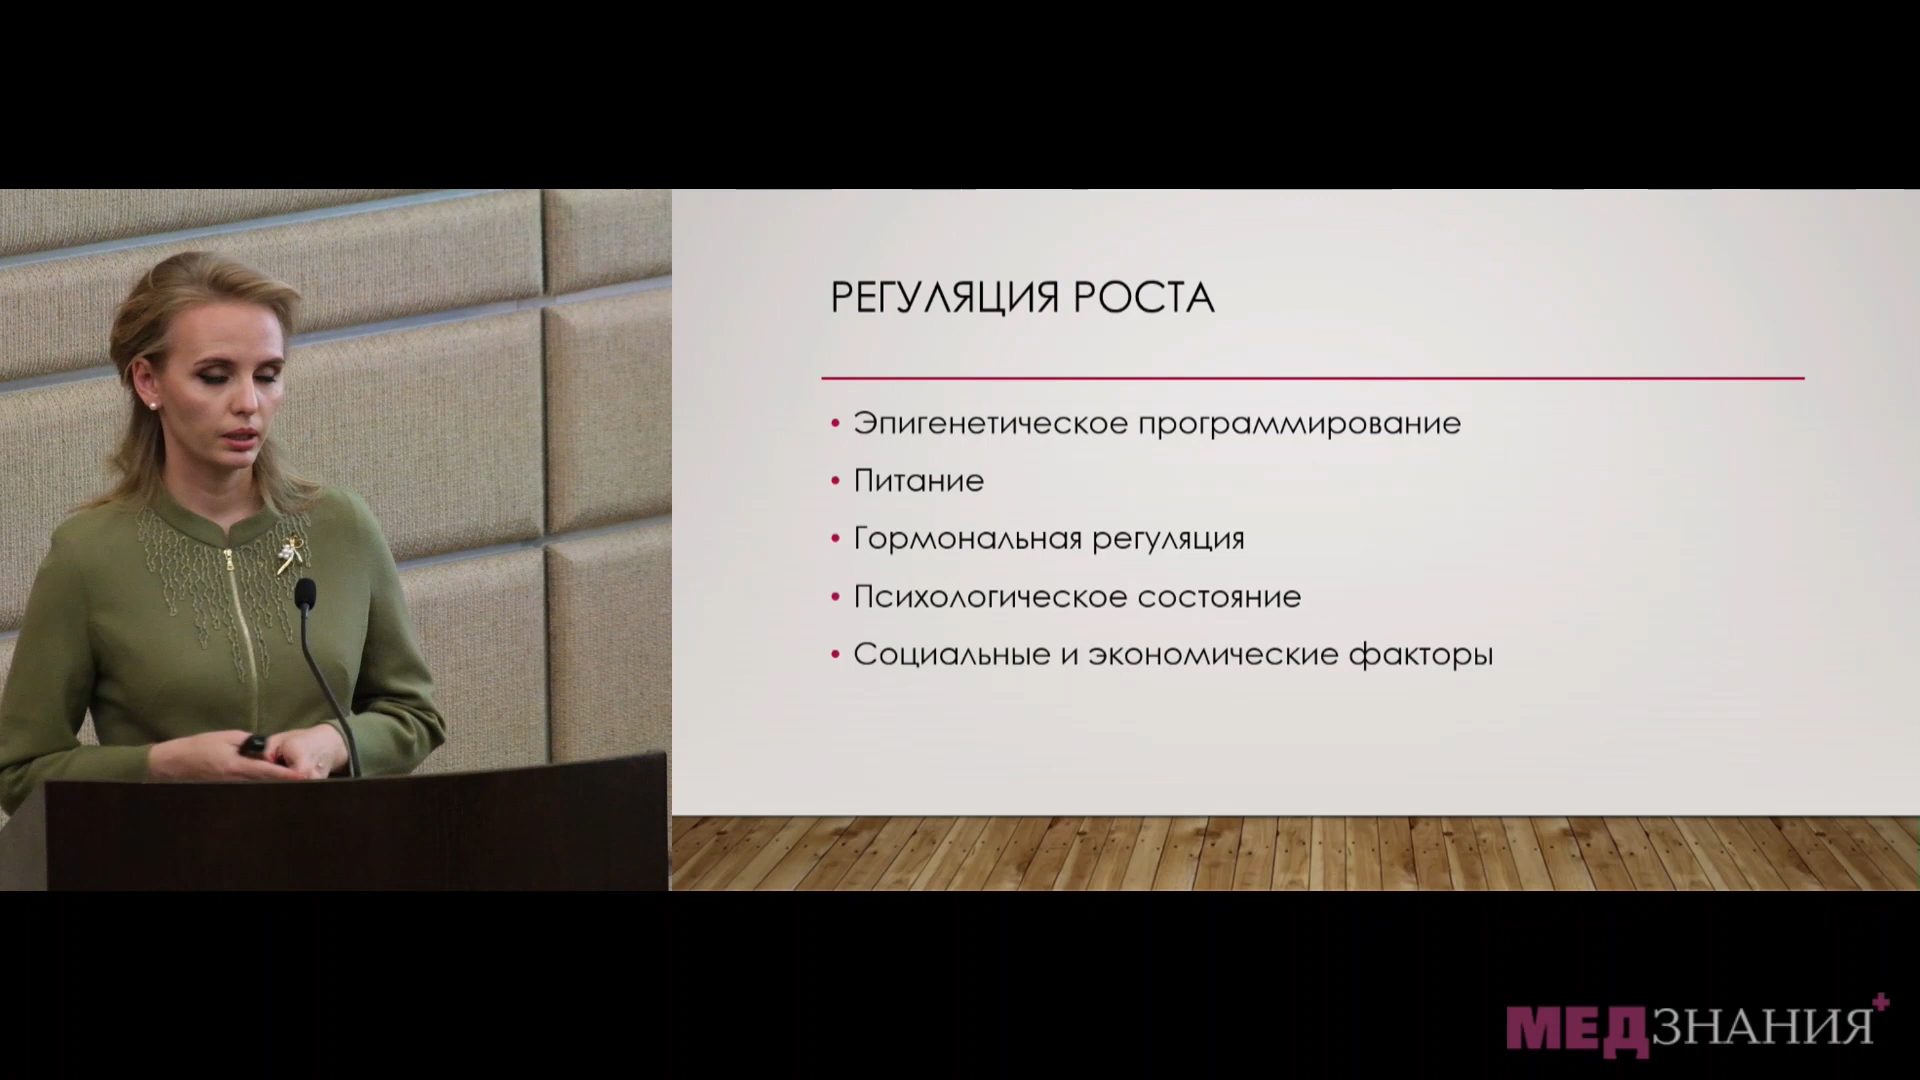 РЕГУЛЯЦИЯ РОСТА
• Эпигенетическое программирование
• Питание
• Гормональная регуляция
• Психологическое состояние
• Социальные и экономические факторы
МЕДЗНАНИЯ+